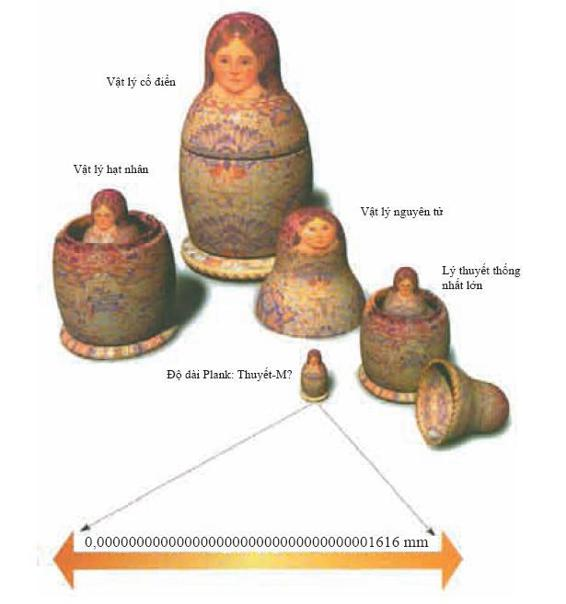 Vật lý cổ điển
Vật lý hạt nhân
Vật lý nguyên tử
Lý thuyết thống
nhất lớn
Độ dài Plank: Thuyết-M?
0,0000000000000000000000000000000001616 mm